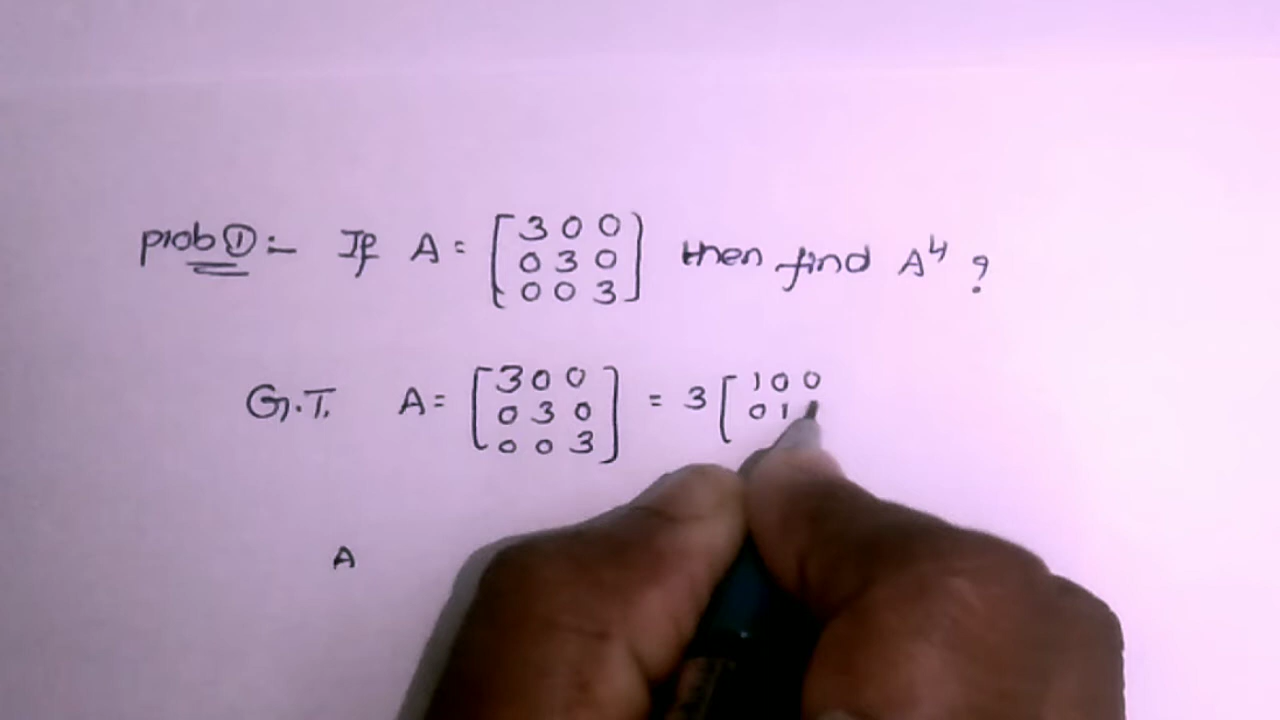 prob ① :- If A = [ 3 0 0
0 3 0
0 0 3 ] then find A⁴ ?
G.T. A = [ 3 0 0
0 3 0
0 0 3 ] = 3 [ 1 0 0
0 1
A